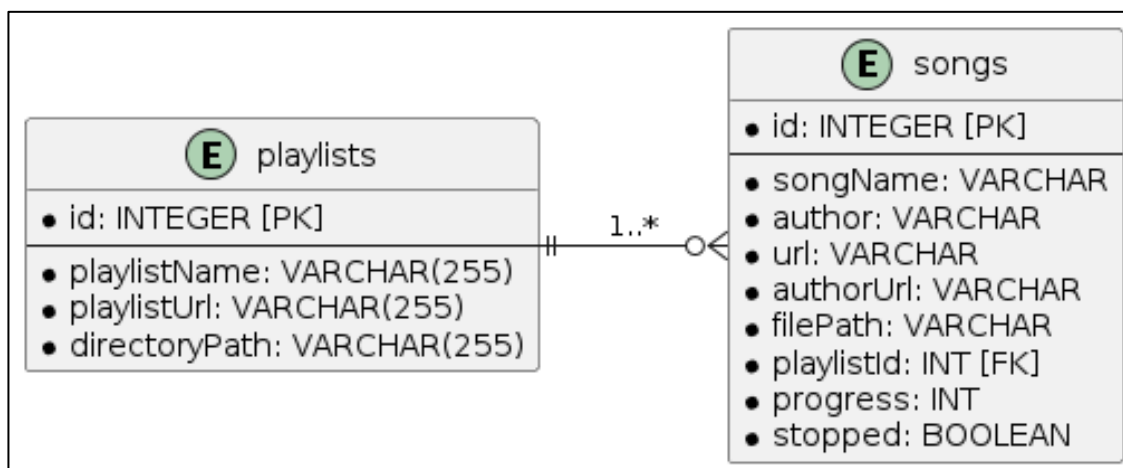 E playlists
• id: INTEGER [PK]
• playlistName: VARCHAR(255)
• playlistUrl: VARCHAR(255)
• directoryPath: VARCHAR(255)
1..*
E songs
• id: INTEGER [PK]
• songName: VARCHAR
• author: VARCHAR
• url: VARCHAR
• authorUrl: VARCHAR
• filePath: VARCHAR
• playlistId: INT [FK]
• progress: INT
• stopped: BOOLEAN